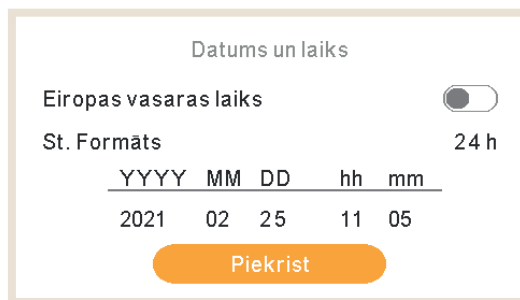 Datums un laiks
Eiropas vasaras laiks
St. Formāts 24 h
YYYY MM DD hh mm
2021 02 25 11 05
Piekrist